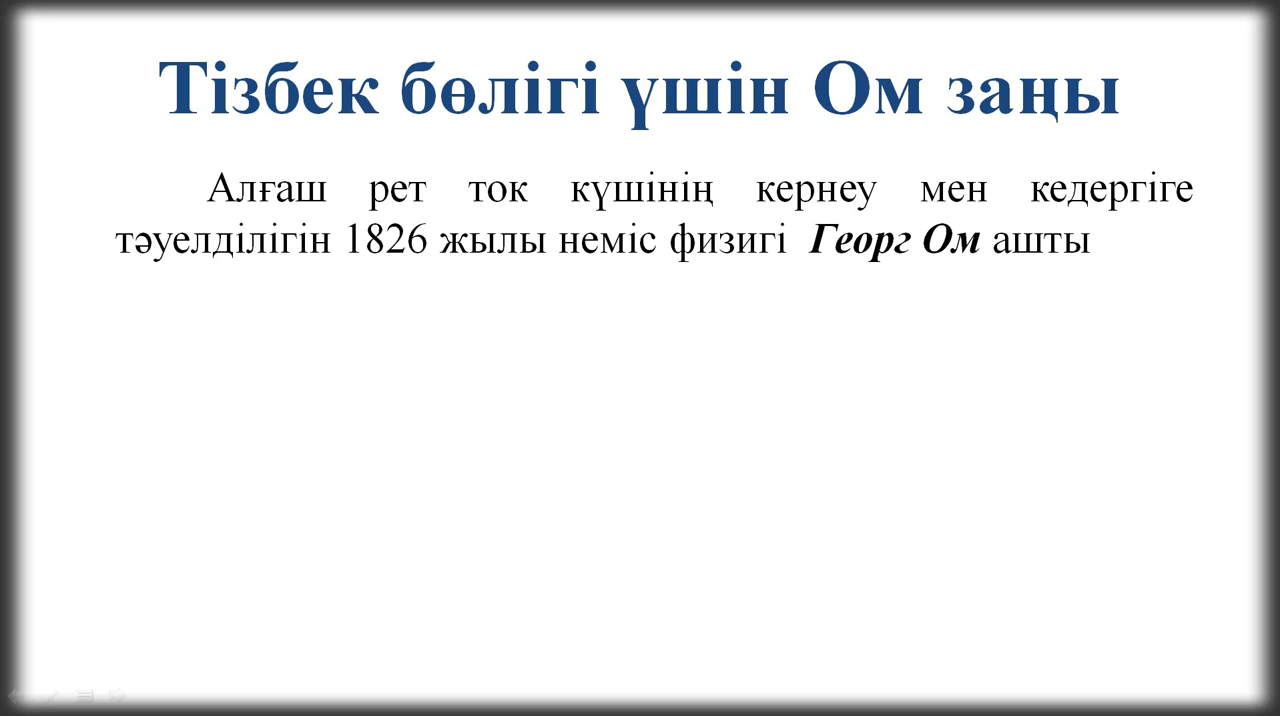 Тізбек бөлігі үшін Ом заңы
Алғаш рет ток күшінің кернеу мен кедергіге
тәуелділігін 1826 жылы неміс физигі Георг Ом ашты